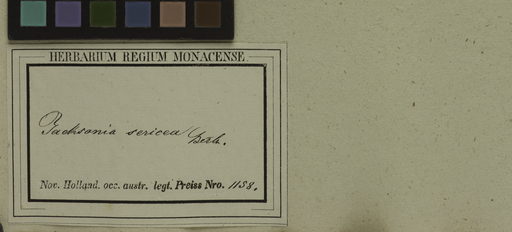 HERBARIUM REGIUM MONACENSE.
Jacksonia sericea Bth.
Nov. Holland. occ. austr. legt. Preiss Nro. 1158.